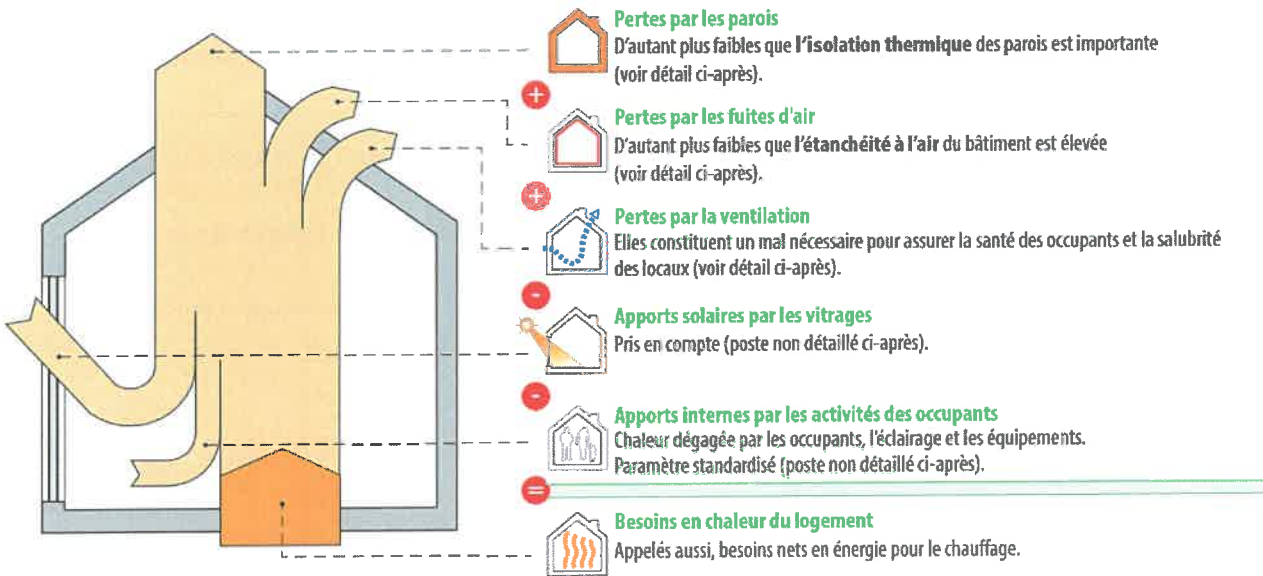 Pertes par les parois
D'autant plus faibles que l'isolation thermique des parois est importante
(voir détail ci-après).
+
Pertes par les fuites d'air
D'autant plus faibles que l'étanchéité à l'air du bâtiment est élevée
(voir détail ci-après).
+
Pertes par la ventilation
Elles constituent un mal nécessaire pour assurer la santé des occupants et la salubrité
des locaux (voir détail ci-après).
-
Apports solaires par les vitrages
Pris en compte (poste non détaillé ci-après).
-
Apports internes par les activités des occupants
Chaleur dégagée par les occupants, l'éclairage et les équipements.
Paramètre standardisé (poste non détaillé ci-après).
=
Besoins en chaleur du logement
Appelés aussi, besoins nets en énergie pour le chauffage.